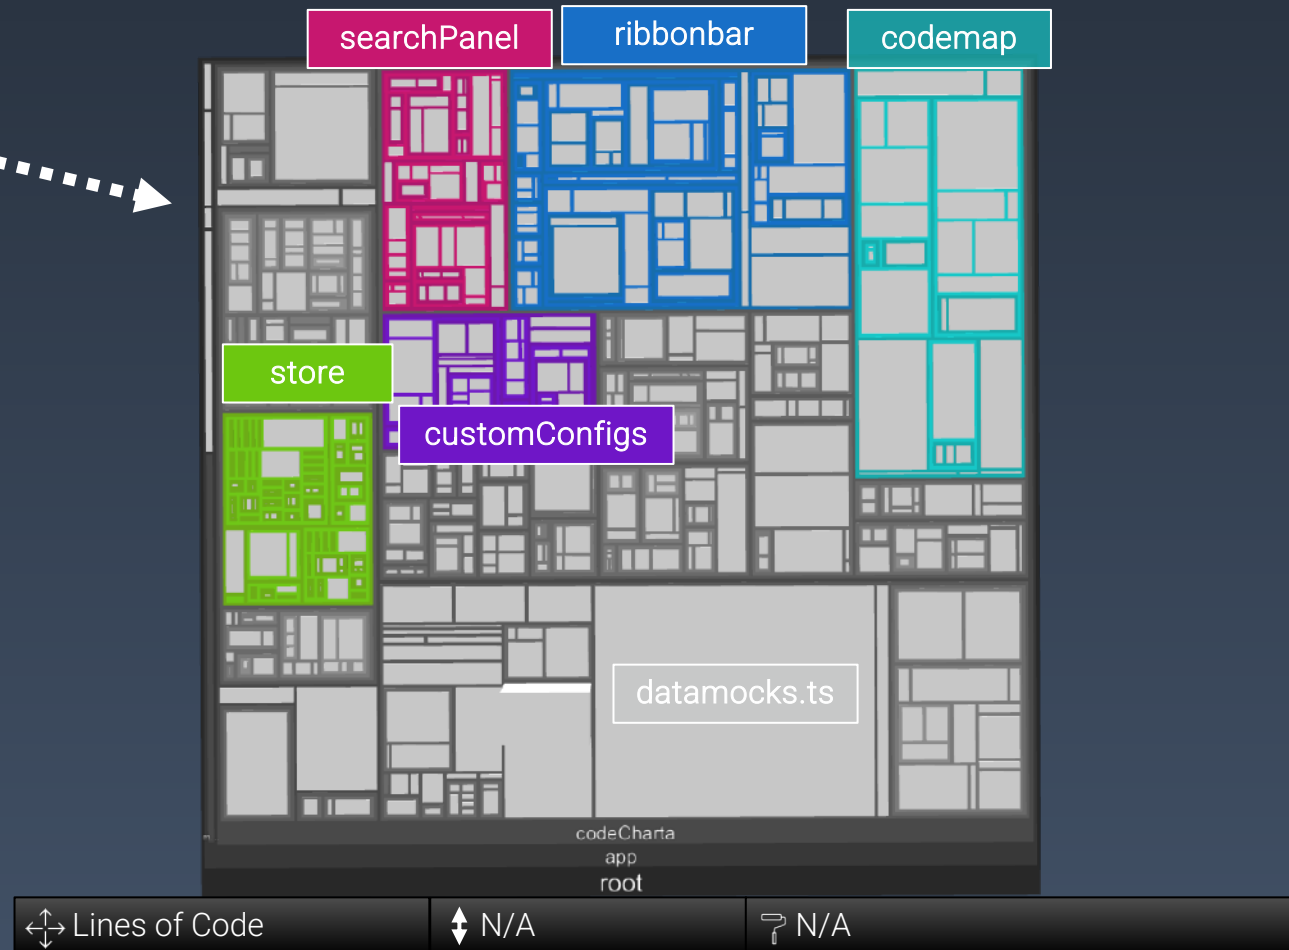 searchPanel
ribbonbar
codemap
store
customConfigs
datamocks.ts
codeCharta
app
root
Lines of Code
N/A
N/A